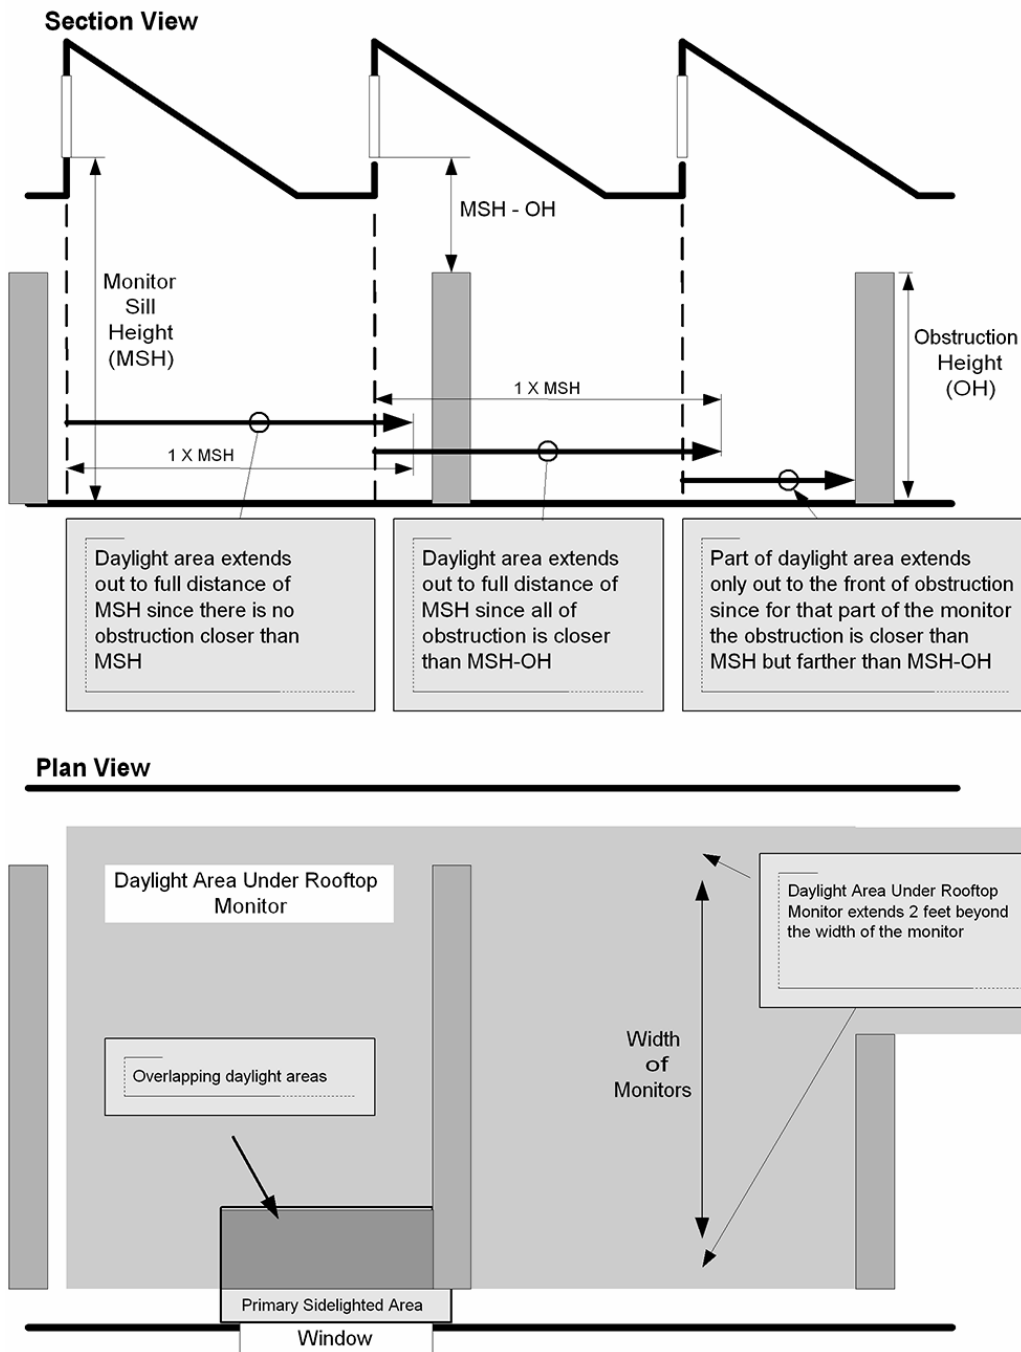 Section View
MSH - OH
Monitor
Sill
Height
(MSH)
Obstruction
Height
(OH)
1 X MSH
1 X MSH
Daylight area extends
out to full distance of
MSH since there is no
obstruction closer than
MSH
Daylight area extends
out to full distance of
MSH since all of
obstruction is closer
than MSH-OH
Part of daylight area extends
only out to the front of obstruction
since for that part of the monitor
the obstruction is closer than
MSH but farther than MSH-OH
Plan View
Daylight Area Under Rooftop
Monitor
Daylight Area Under Rooftop
Monitor extends 2 feet beyond
the width of the monitor
Width
of
Monitors
Overlapping daylight areas
Primary Sidelighted Area
Window